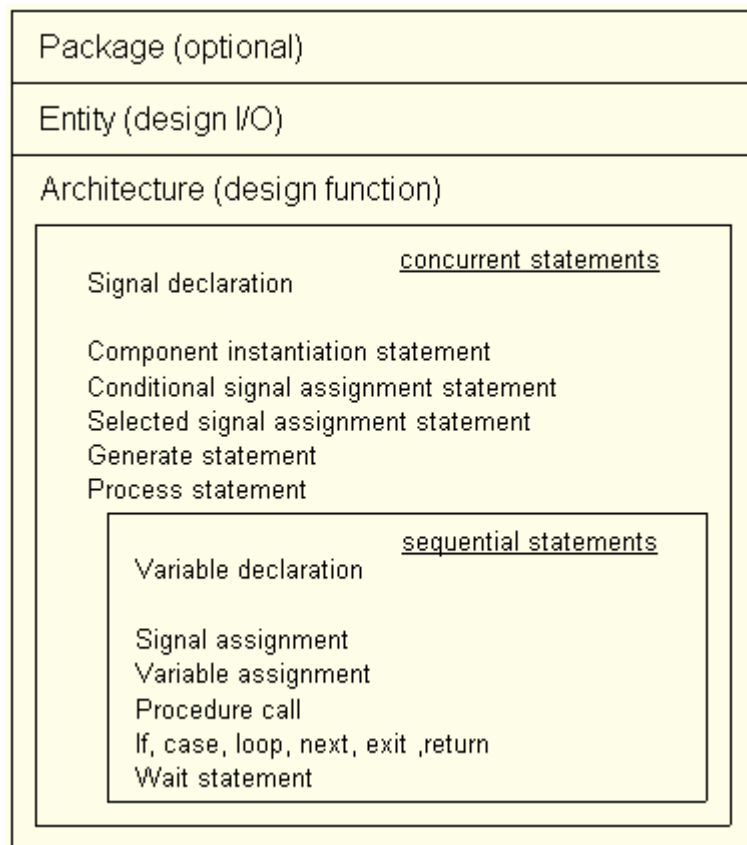 Package (optional)
Entity (design I/O)
Architecture (design function)
concurrent statements
Signal declaration
Component instantiation statement
Conditional signal assignment statement
Selected signal assignment statement
Generate statement
Process statement
sequential statements
Variable declaration
Signal assignment
Variable assignment
Procedure call
If, case, loop, next, exit ,return
Wait statement